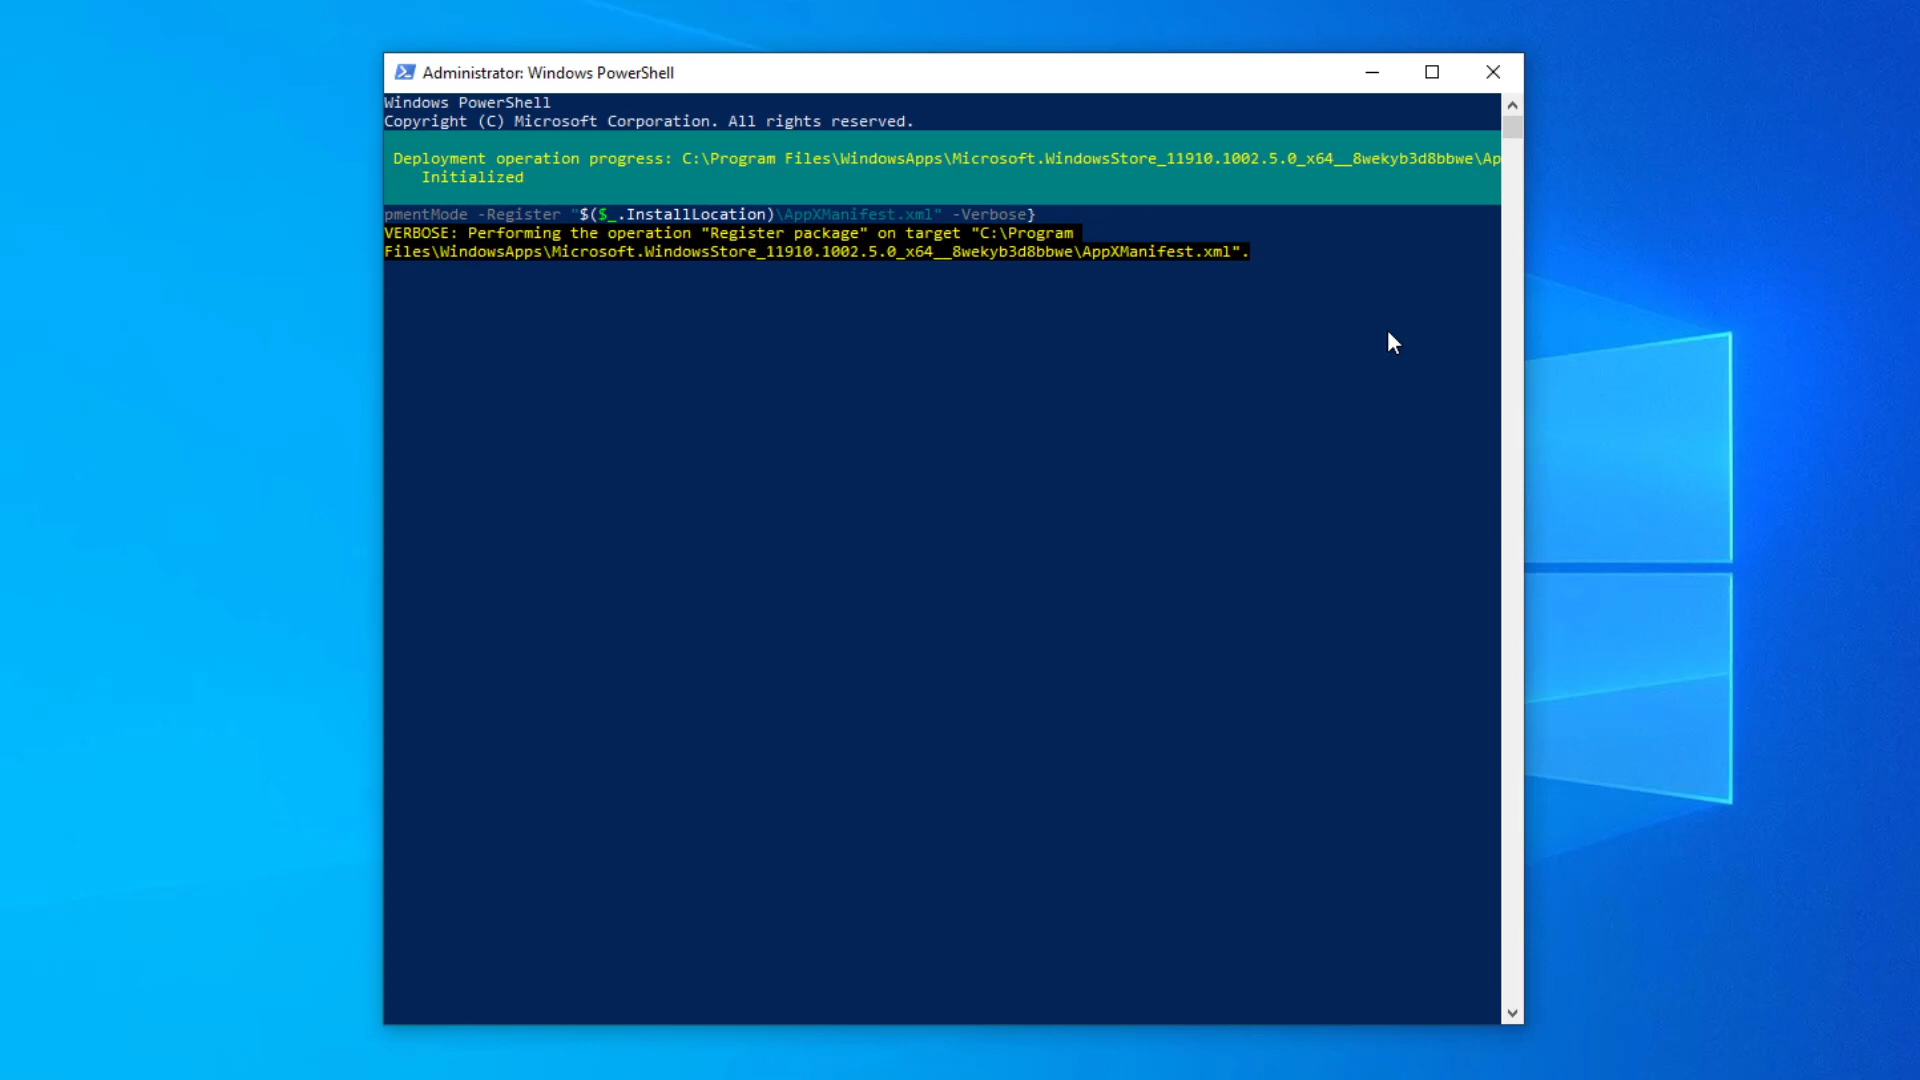 Administrator: Windows PowerShell
Windows PowerShell
Copyright (C) Microsoft Corporation. All rights reserved.
Deployment operation progress: C:\Program Files\WindowsApps\Microsoft.WindowsStore_11910.1002.5.0_x64__8wekyb3d8bbwe\Ap
Initialized
pmentMode -Register "$($_.InstallLocation)\AppXManifest.xml" -Verbose}
VERBOSE: Performing the operation "Register package" on target "C:\Program
Files\WindowsApps\Microsoft.WindowsStore_11910.1002.5.0_x64__8wekyb3d8bbwe\AppXManifest.xml".